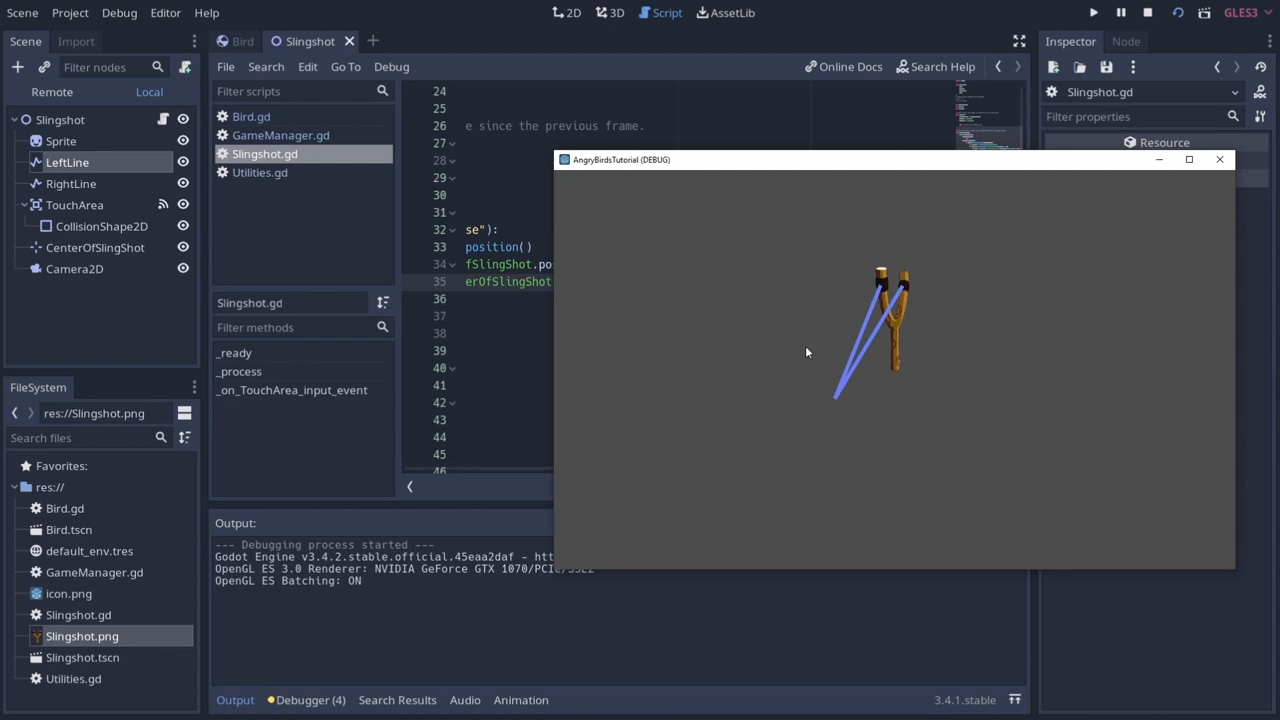 Scene Project Debug Editor Help
2D 3D Script AssetLib
GLES3
Scene Import
Filter nodes
Remote Local
Slingshot
Sprite
LeftLine
RightLine
TouchArea
CollisionShape2D
CenterOfSlingShot
Camera2D
FileSystem
res://Slingshot.png
Search files
Favorites:
res://
Bird.gd
Bird.tscn
default_env.tres
GameManager.gd
icon.png
Slingshot.gd
Slingshot.png
Slingshot.tscn
Utilities.gd
Bird Slingshot
File Search Edit Go To Debug
Online Docs Search Help
Filter scripts
Bird.gd
GameManager.gd
Slingshot.gd
Utilities.gd
Slingshot.gd
Filter methods
_ready
_process
_on_TouchArea_input_event
24
25
26 e since the previous frame.
27
28
29
30
31
32 se"):
33 position()
34 fSlingShot.po
35 erOfSlingShot
36
37
38
39
40
41
42
43
44
45
46
AngryBirdsTutorial (DEBUG)
Output:
--- Debugging process started ---
Godot Engine v3.4.2.stable.official.45eaa2daf - htt
OpenGL ES 3.0 Renderer: NVIDIA GeForce GTX 1070/PCIe/SSE2
OpenGL ES Batching: ON
Output Debugger (4) Search Results Audio Animation
3.4.1.stable
Inspector Node
Slingshot.gd
Filter properties
Resource